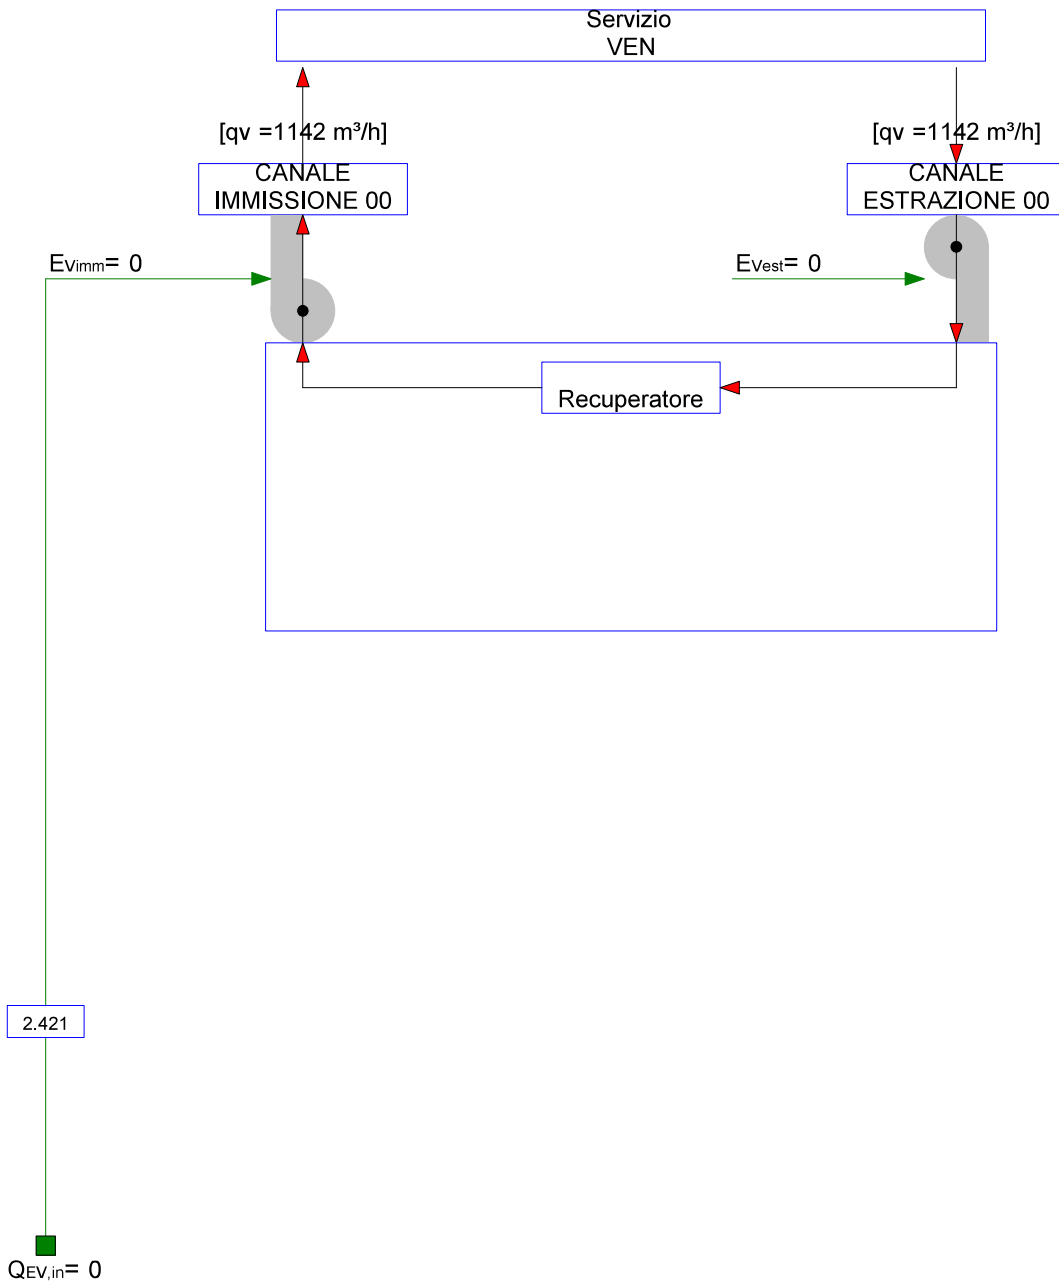 Servizio
VEN
[qv =1142 m³/h]
[qv =1142 m³/h]
CANALE
IMMISSIONE 00
CANALE
ESTRAZIONE 00
EVimm= 0
EVest= 0
Recuperatore
2.421
QEV,in= 0